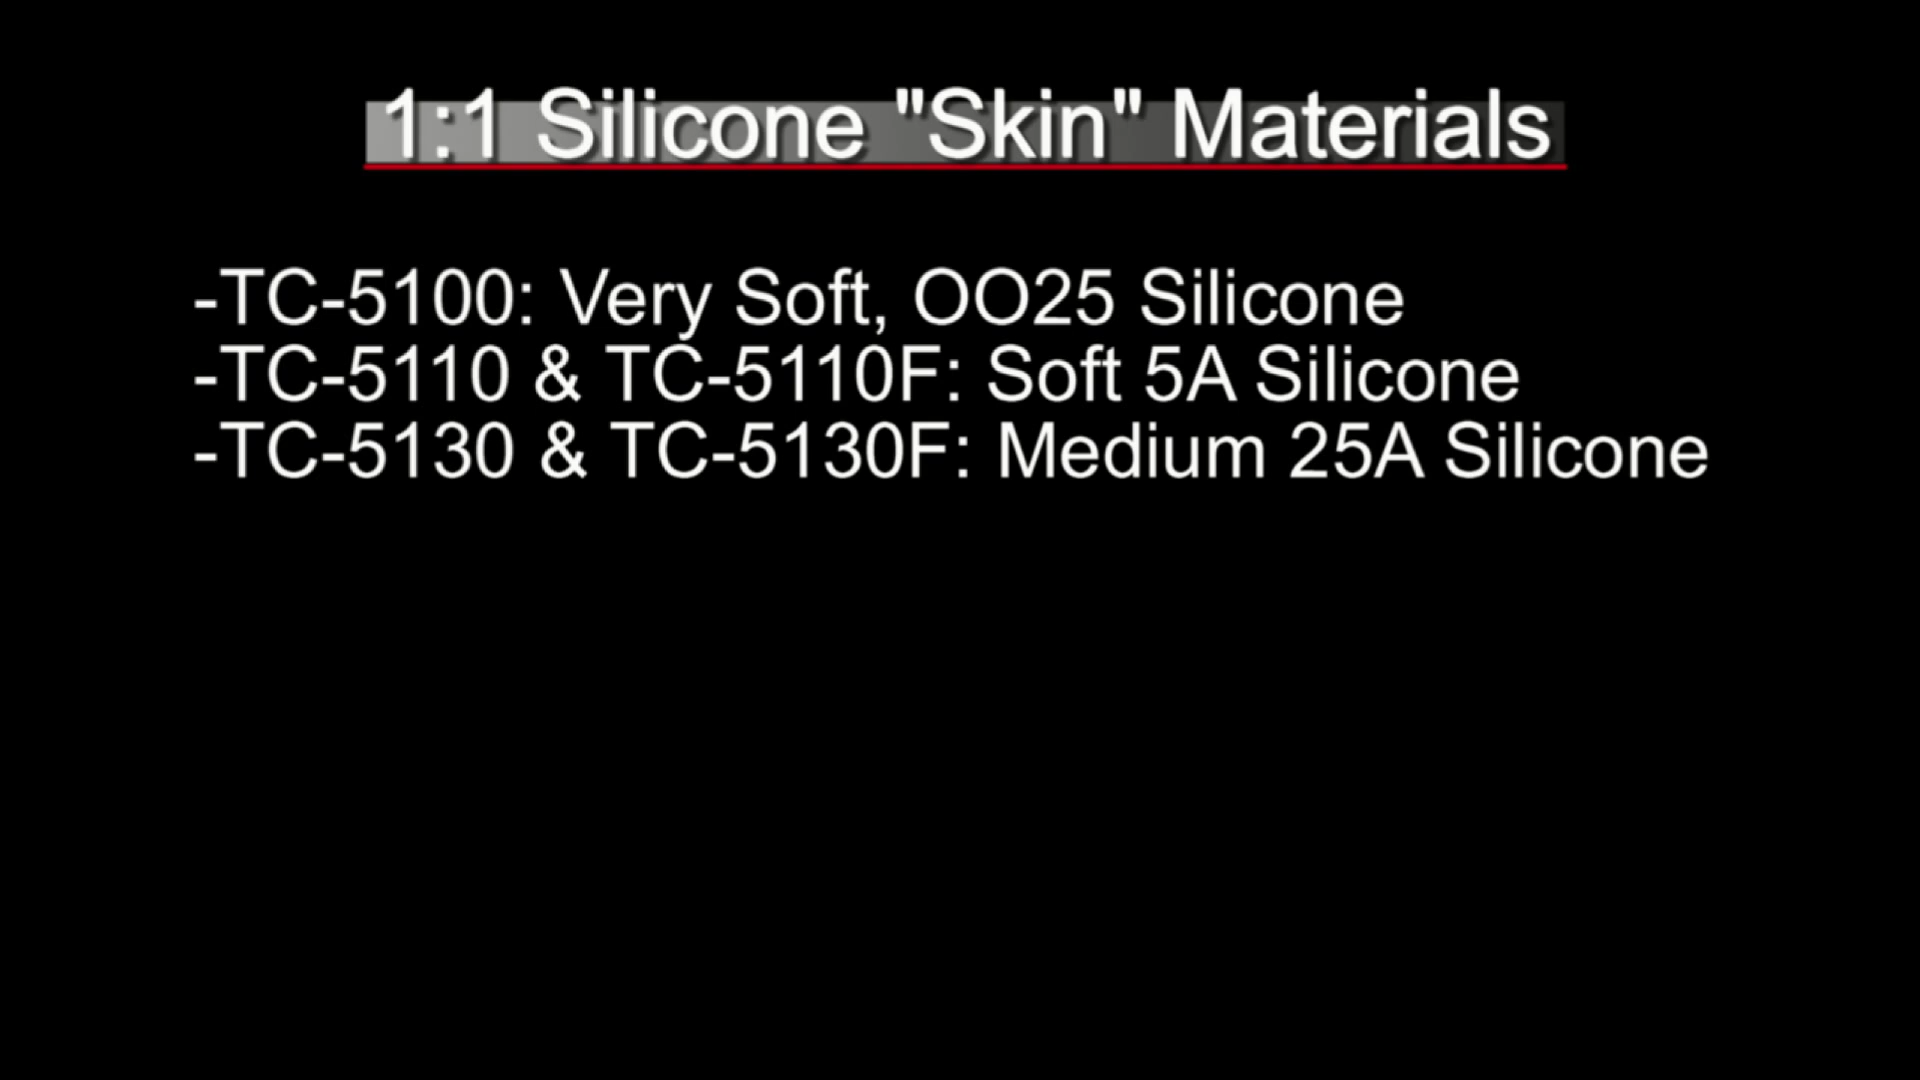 1:1 Silicone "Skin" Materials
-TC-5100: Very Soft, OO25 Silicone
-TC-5110 & TC-5110F: Soft 5A Silicone
-TC-5130 & TC-5130F: Medium 25A Silicone